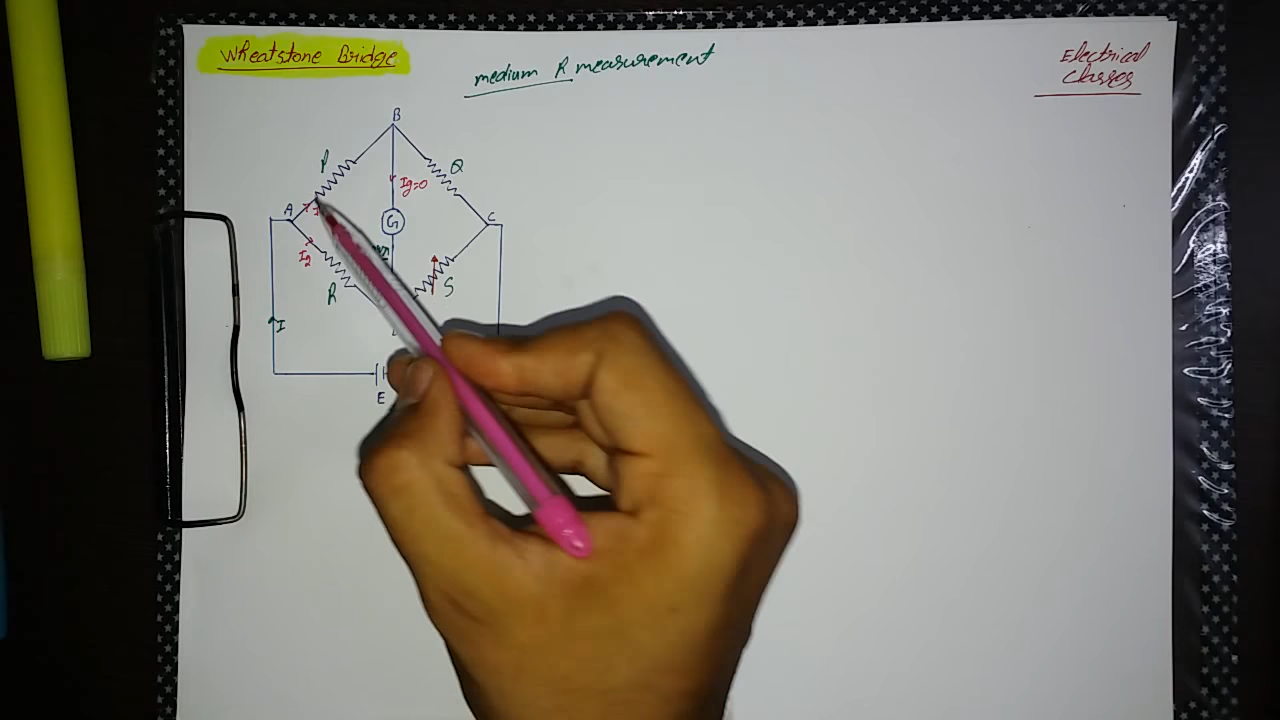 Wheatstone Bridge
medium R measurement
Electrical
Classes
B
P
Q
Ig=0
A
G
C
I2
R
S
I
E